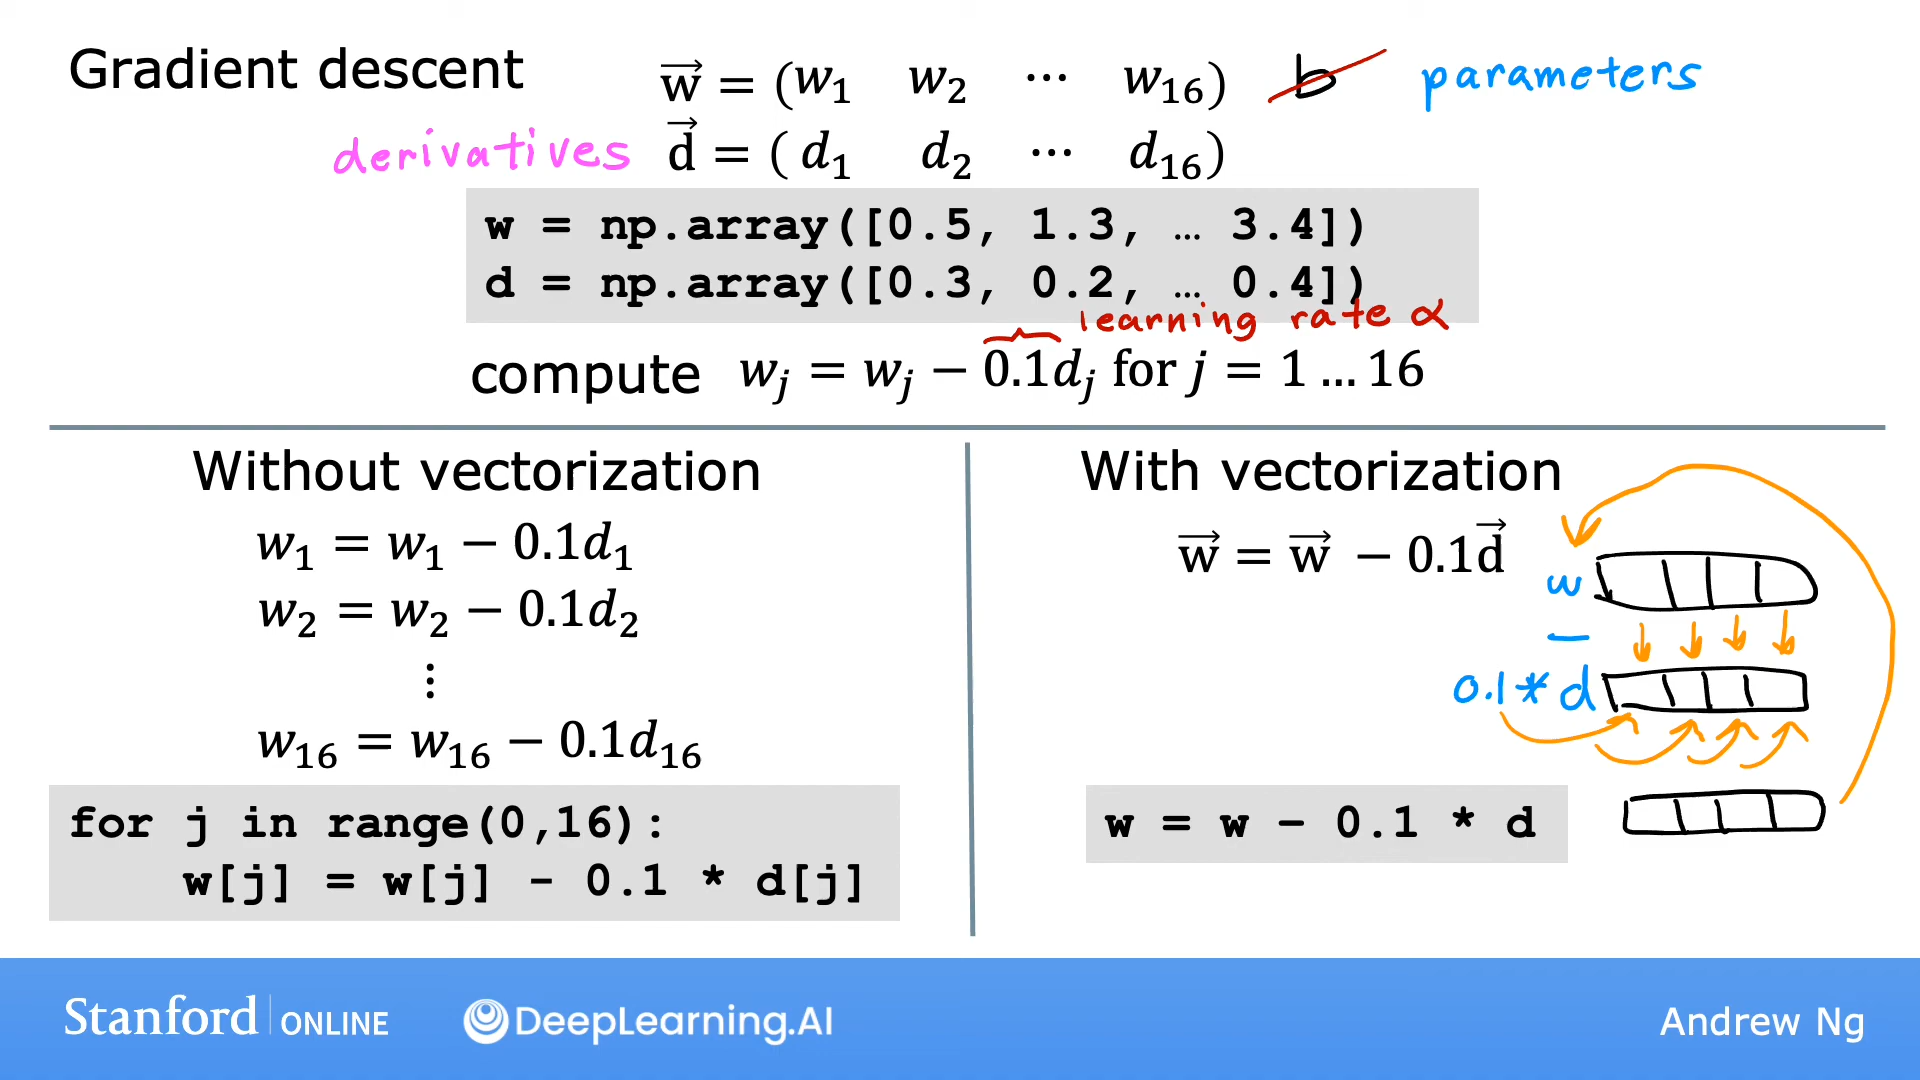 Gradient descent w⃗ = (w₁ w₂ ⋯ w₁₆) b parameters
derivatives d⃗ = ( d₁ d₂ ⋯ d₁₆)
w = np.array([0.5, 1.3, … 3.4])
d = np.array([0.3, 0.2, … 0.4])
learning rate α
compute wⱼ = wⱼ − 0.1dⱼ for j = 1 … 16
Without vectorization
w₁ = w₁ − 0.1d₁
w₂ = w₂ − 0.1d₂
⋮
w₁₆ = w₁₆ − 0.1d₁₆
for j in range(0,16):
    w[j] = w[j] - 0.1 * d[j]
With vectorization
w⃗ = w⃗ − 0.1d⃗
w
−
0.1 * d
w = w − 0.1 * d
Stanford ONLINE DeepLearning.AI Andrew Ng